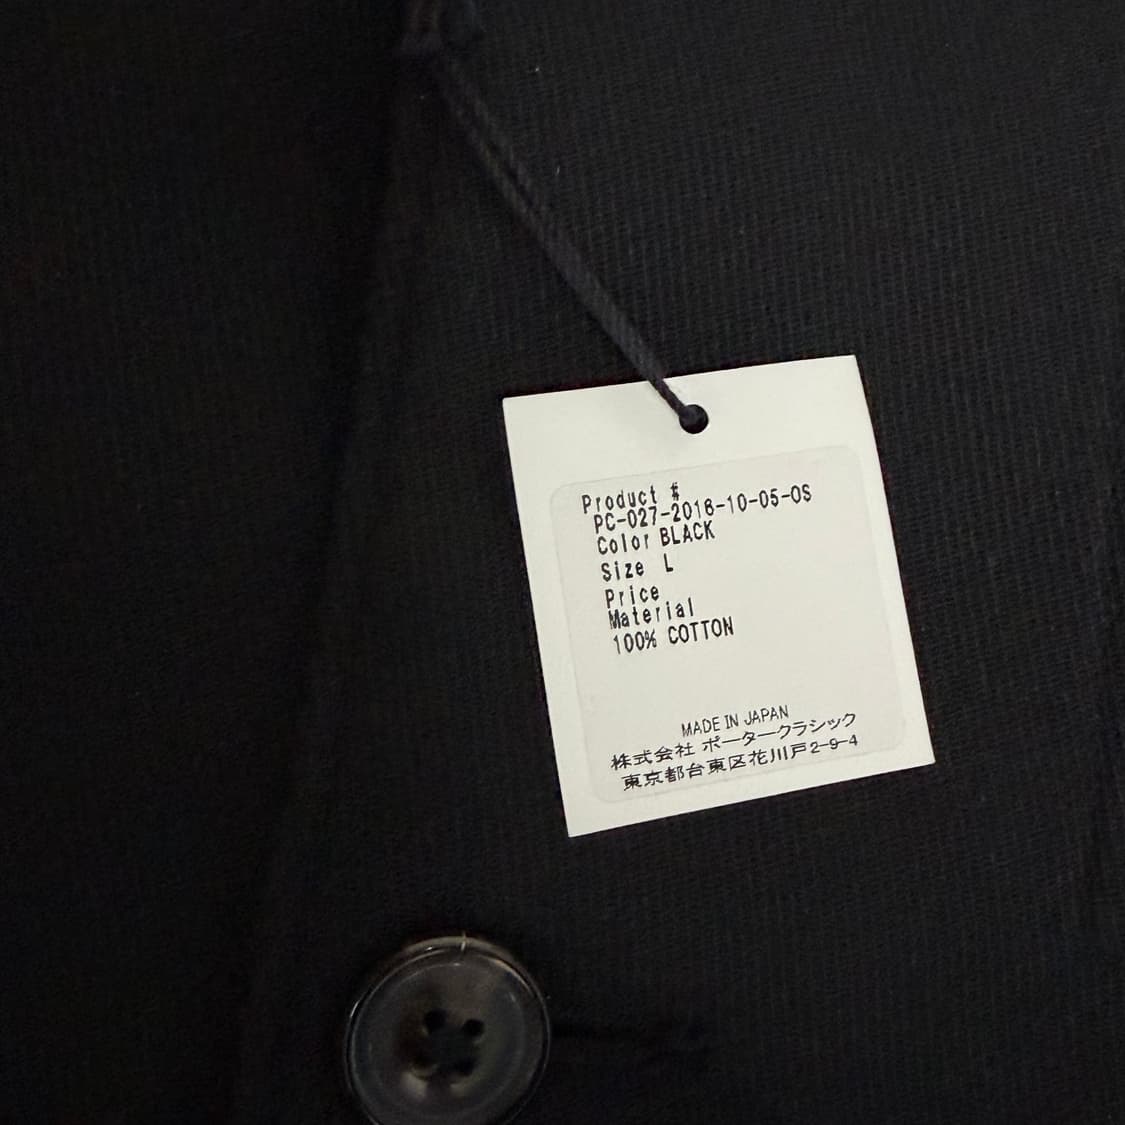 Product #
PC-027-2016-10-05-OS
Color BLACK
Size L
Price
Material
100% COTTON
MADE IN JAPAN
株式会社 ポータークラシック
東京都台東区花川戸2-9-4